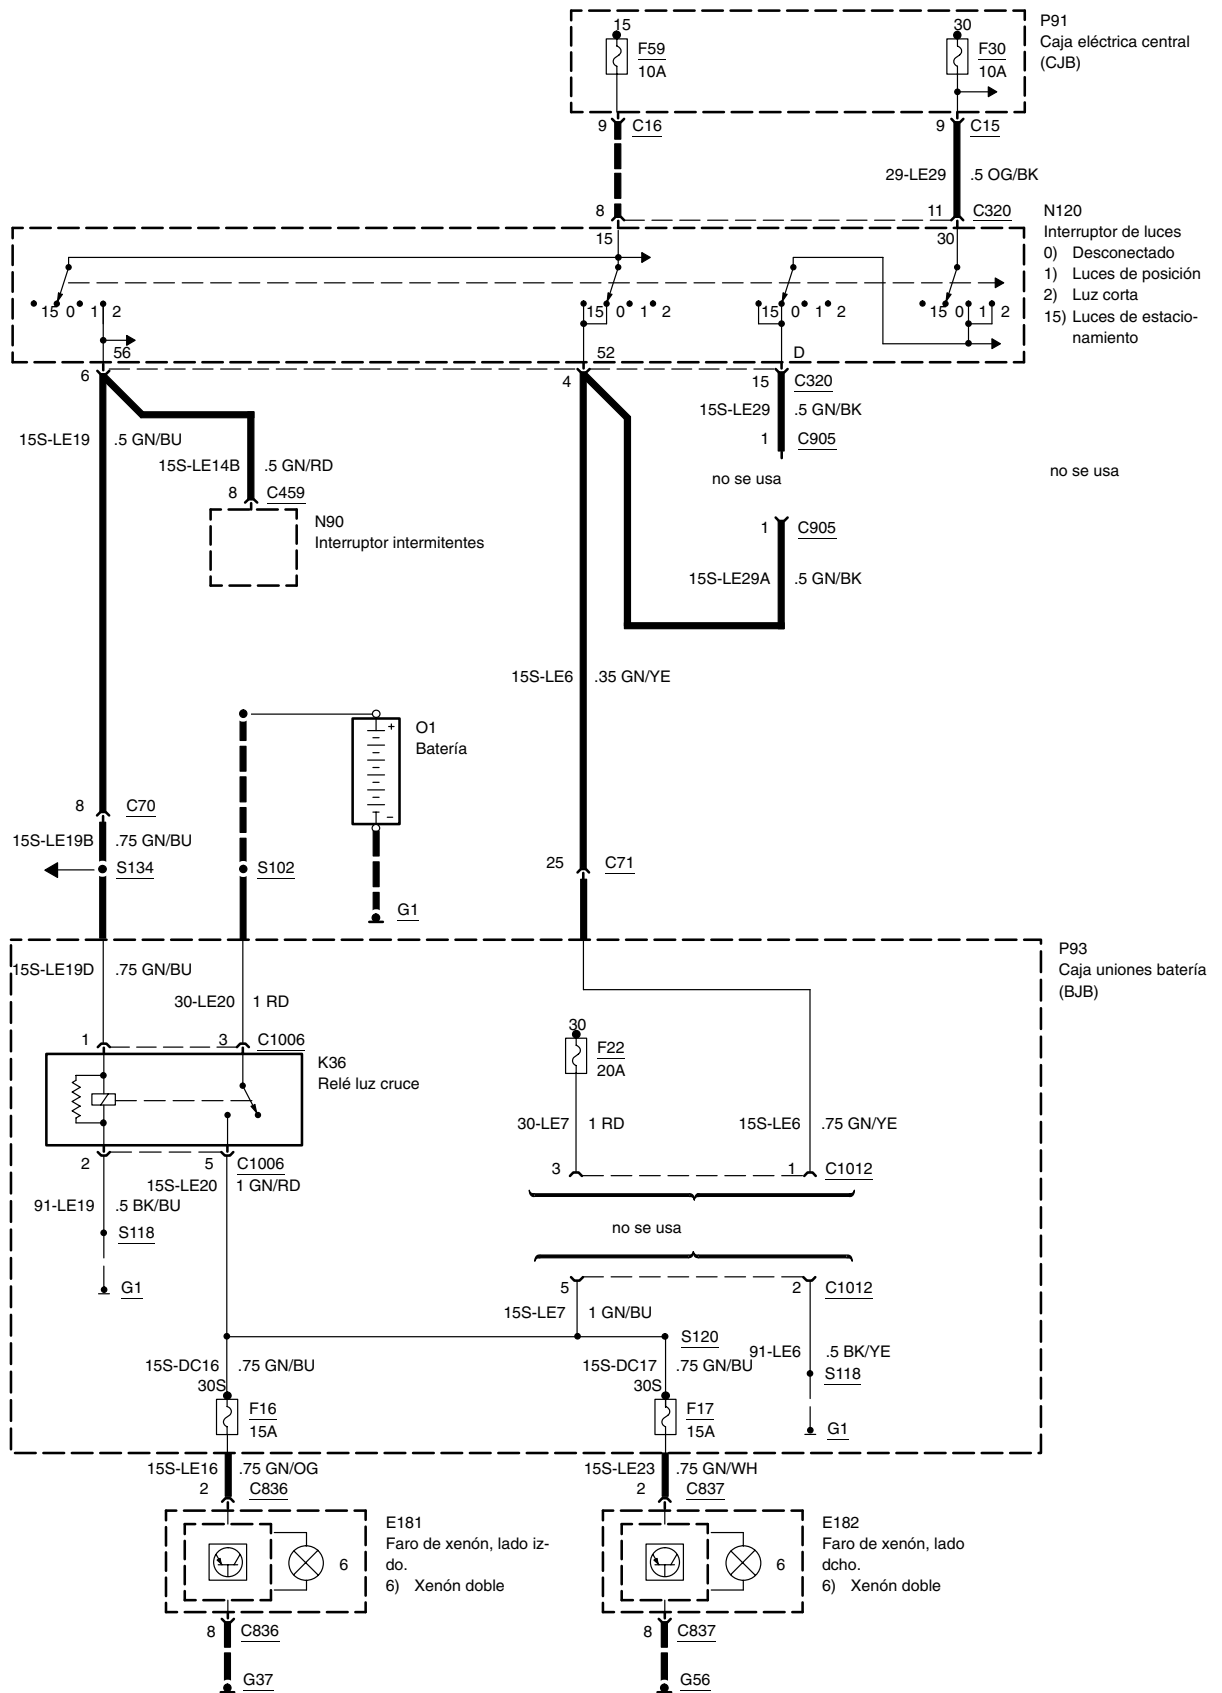 15
30
P91
Caja eléctrica central
(CJB)
F59
10A
F30
10A
9
C16
9
C15
29-LE29
.5 OG/BK
8
11
C320
N120
Interruptor de luces
0) Desconectado
1) Luces de posición
2) Luz corta
15) Luces de estacio-
namiento
15
30
15 0 1 2
15 0 1 2
15 0 1 2
15 0 1 2
56
52
D
6
4
15
C320
15S-LE19
.5 GN/BU
15S-LE29
.5 GN/BK
1
C905
15S-LE14B
.5 GN/RD
no se usa
no se usa
8
C459
N90
Interruptor intermitentes
1
C905
15S-LE29A
.5 GN/BK
15S-LE6
.35 GN/YE
+
O1
Batería
–
8
C70
15S-LE19B
.75 GN/BU
S134
S102
25
C71
G1
P93
Caja uniones batería
(BJB)
15S-LE19D
.75 GN/BU
30-LE20
1 RD
30
F22
20A
1
3
C1006
K36
Relé luz cruce
30-LE7
1 RD
15S-LE6
.75 GN/YE
2
5
C1006
3
1
C1012
15S-LE20
1 GN/RD
91-LE19
.5 BK/BU
S118
no se usa
G1
5
2
C1012
15S-LE7
1 GN/BU
S120
91-LE6
.5 BK/YE
15S-DC16
.75 GN/BU
15S-DC17
.75 GN/BU
S118
30S
30S
F16
15A
F17
15A
G1
15S-LE16
.75 GN/OG
15S-LE23
.75 GN/WH
2
C836
2
C837
E181
Faro de xenón, lado iz-
do.
6) Xenón doble
6
E182
Faro de xenón, lado
dcho.
6) Xenón doble
6
8
C836
8
C837
G37
G56